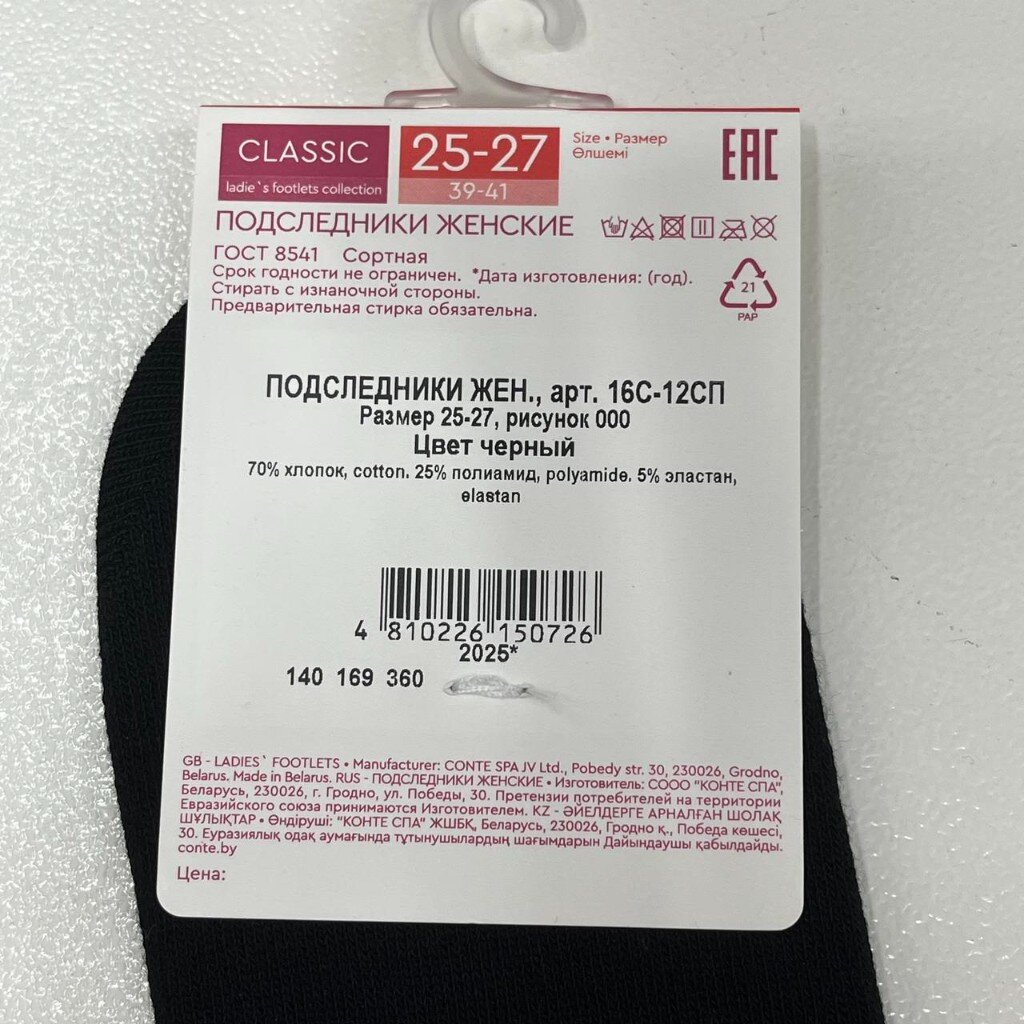 CLASSIC
ladie`s footlets collection
25-27
39-41
Size • Размер
Өлшемі
EAC
ПОДСЛЕДНИКИ ЖЕНСКИЕ
ГОСТ 8541 Сортная
Срок годности не ограничен. *Дата изготовления: (год).
Стирать с изнаночной стороны.
Предварительная стирка обязательна.
21
PAP
ПОДСЛЕДНИКИ ЖЕН., арт. 16С-12СП
Размер 25-27, рисунок 000
Цвет черный
70% хлопок, cotton. 25% полиамид, polyamide. 5% эластан,
elastan
4 810226 150726
2025*
140 169 360
GB - LADIES` FOOTLETS • Manufacturer: CONTE SPA JV Ltd., Pobedy str. 30, 230026, Grodno,
Belarus. Made in Belarus. RUS - ПОДСЛЕДНИКИ ЖЕНСКИЕ • Изготовитель: СООО "КОНТЕ СПА",
Беларусь, 230026, г. Гродно, ул. Победы, 30. Претензии потребителей на территории
Евразийского союза принимаются Изготовителем. KZ - ӘЙЕЛДЕРГЕ АРНАЛҒАН ШОЛАҚ
ШҰЛЫҚТАР • Өндіруші: "КОНТЕ СПА" ЖШБК, Беларусь, 230026, Гродно қ., Победа көшесі,
30. Еуразиялық одақ аумағында тұтынушылардың шағымдарын Дайындаушы қабылдайды.
conte.by
Цена: